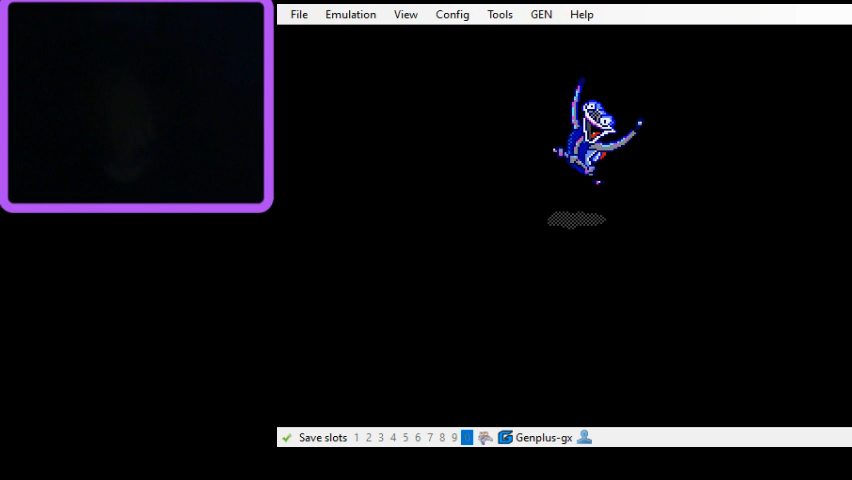 File Emulation View Config Tools GEN Help
Save slots 1 2 3 4 5 6 7 8 9 Genplus-gx